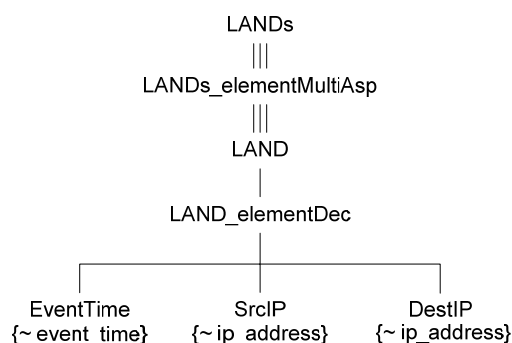 LANDs
LANDs_elementMultiAsp
LAND
LAND_elementDec
EventTime SrcIP DestIP
{~ event_time} {~ ip_address} {~ ip_address}